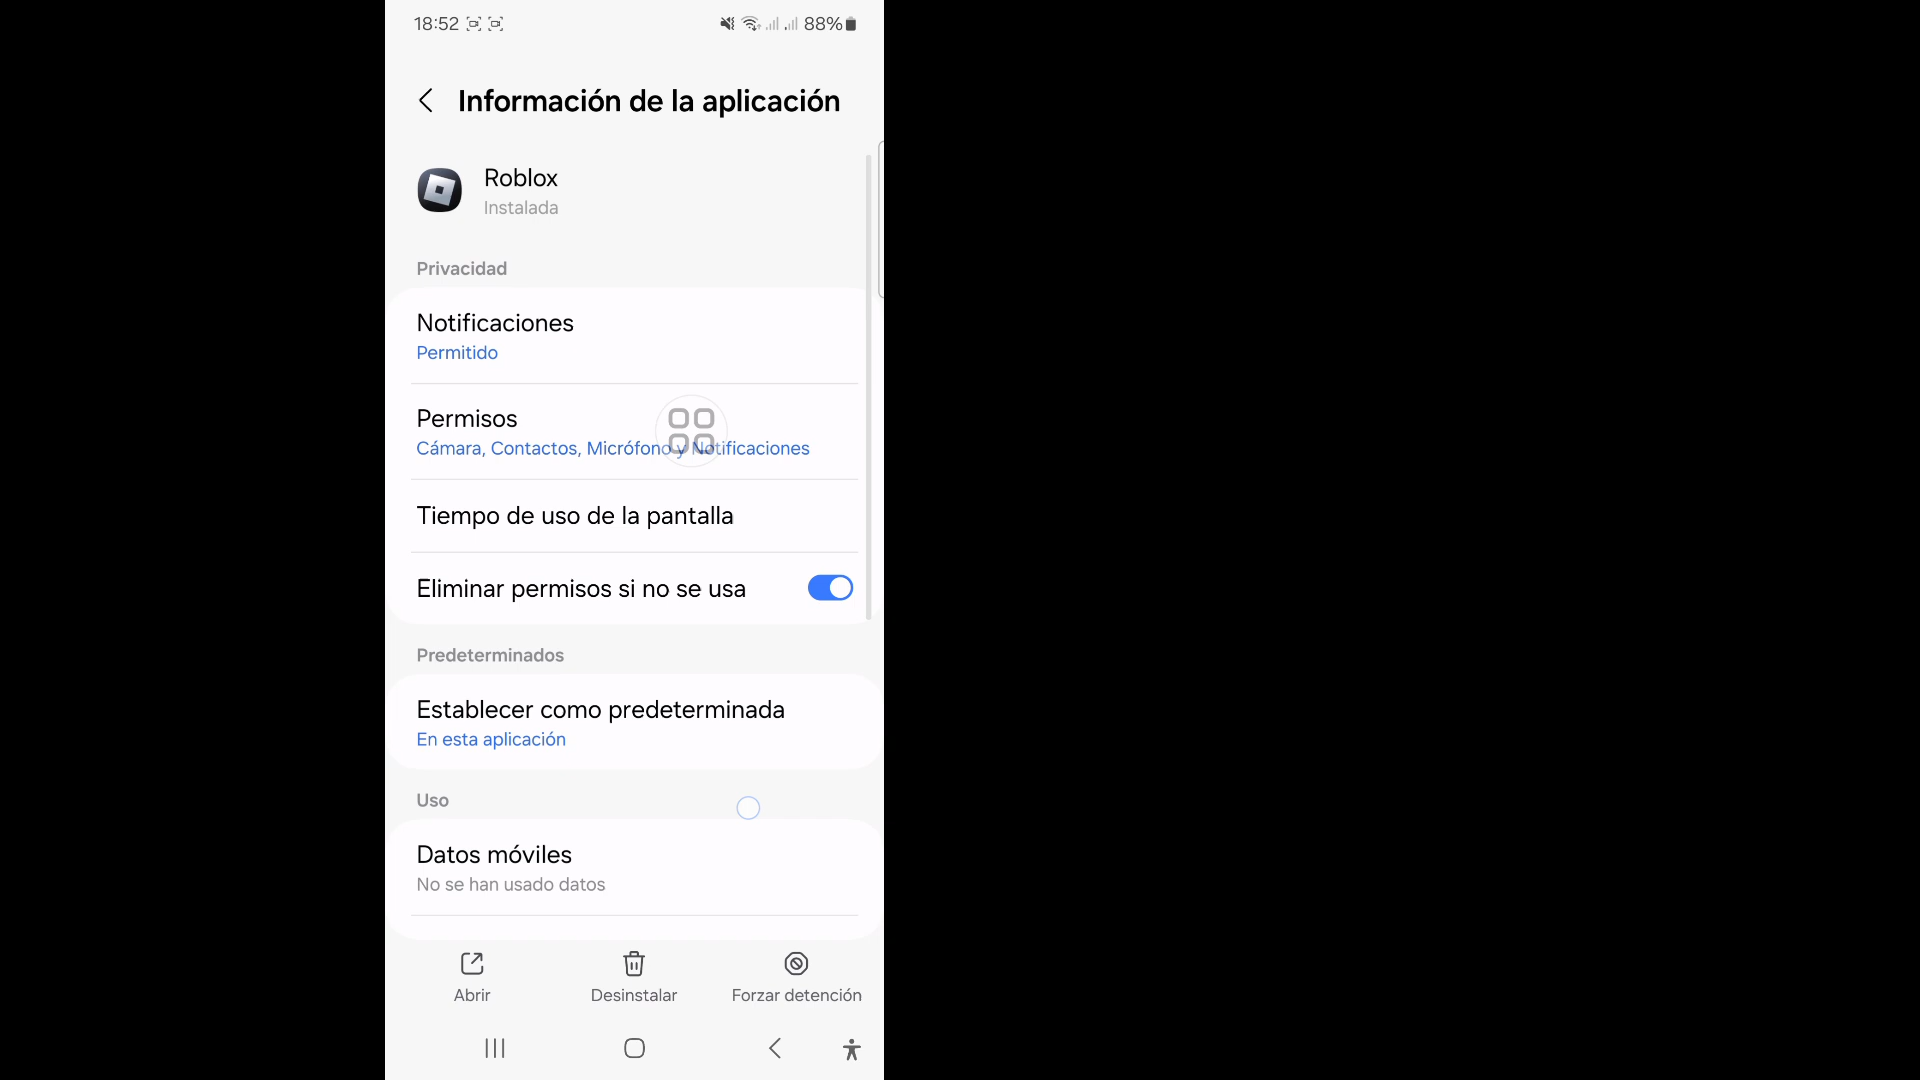 18:52 88%
Información de la aplicación
Roblox
Instalada
Privacidad
Notificaciones
Permitido
Permisos
Cámara, Contactos, Micrófono y Notificaciones
Tiempo de uso de la pantalla
Eliminar permisos si no se usa
Predeterminados
Establecer como predeterminada
En esta aplicación
Uso
Datos móviles
No se han usado datos
Abrir Desinstalar Forzar detención